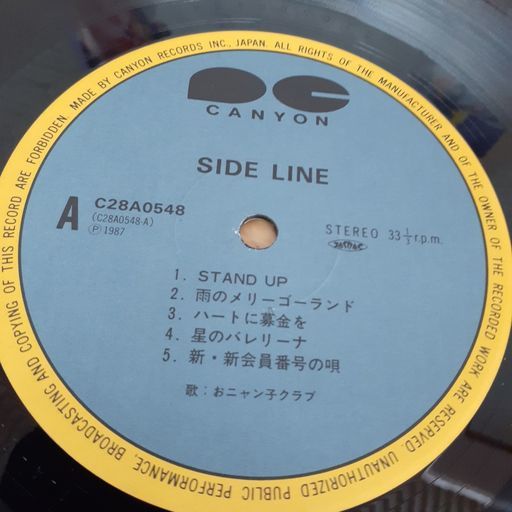 MADE BY CANYON RECORDS INC., JAPAN. ALL RIGHTS OF THE MANUFACTURER AND OF THE OWNER OF THE RECORDED WORK ARE RESERVED. UNAUTHORIZED PUBLIC PERFORMANCE, BROADCASTING AND COPYING OF THIS RECORD ARE FORBIDDEN.
CANYON
SIDE LINE
A
C28A0548
(C28A0548-A)
Ⓟ 1987
STEREO 33 1/3 r.p.m.
1. STAND UP
2. 雨のメリーゴーランド
3. ハートに募金を
4. 星のバレリーナ
5. 新・新会員番号の唄
歌:おニャン子クラブ